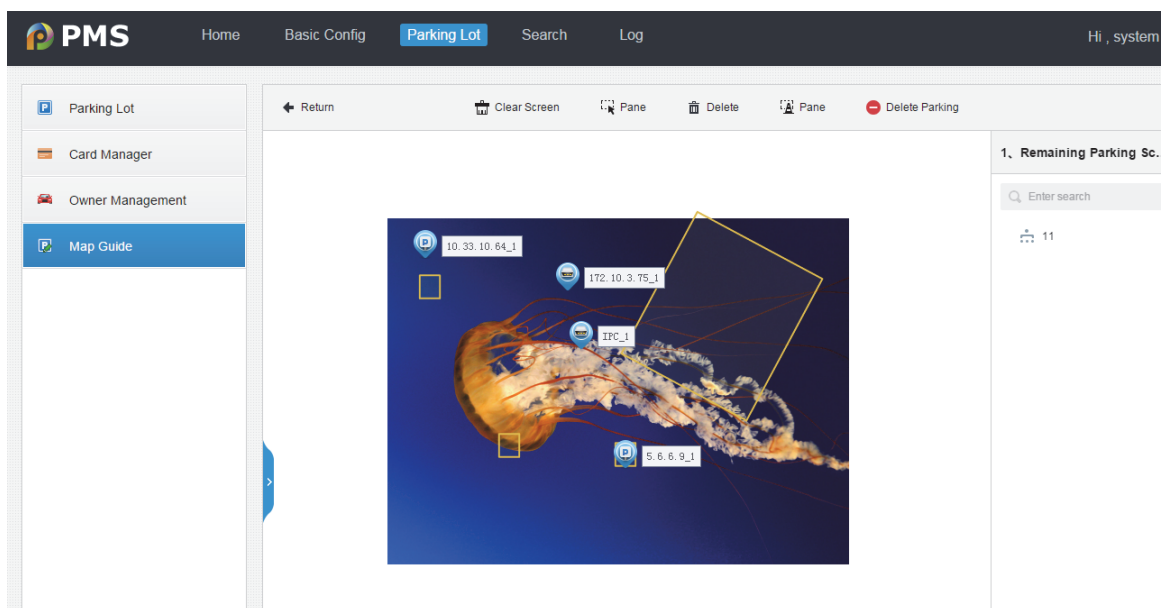 PMS Home Basic Config Parking Lot Search Log Hi , system
Parking Lot
Card Manager
Owner Management
Map Guide
Return Clear Screen Pane Delete Pane Delete Parking
1、Remaining Parking Sc..
Enter search
11
10.33.10.64_1
172.10.3.75_1
IPC_1
5.6.6.9_1